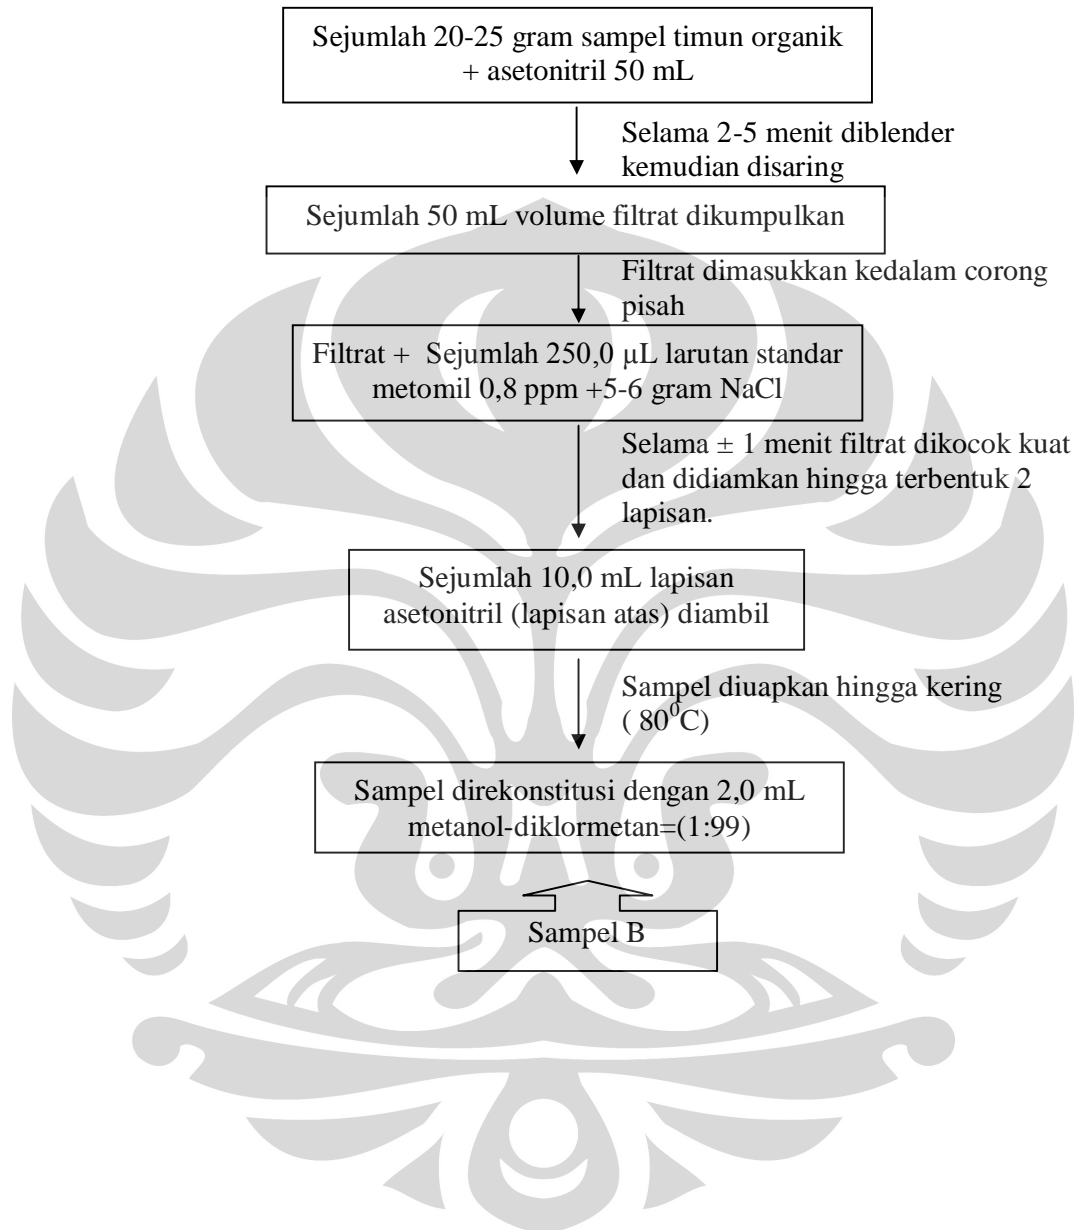 Sejumlah 20-25 gram sampel timun organik
+ asetonitril 50 mL
Selama 2-5 menit diblender
kemudian disaring
Sejumlah 50 mL volume filtrat dikumpulkan
Filtrat dimasukkan kedalam corong
pisah
Filtrat + Sejumlah 250,0 µL larutan standar
metomil 0,8 ppm +5-6 gram NaCl
Selama ± 1 menit filtrat dikocok kuat
dan didiamkan hingga terbentuk 2
lapisan.
Sejumlah 10,0 mL lapisan
asetonitril (lapisan atas) diambil
Sampel diuapkan hingga kering
( 80⁰C)
Sampel direkonstitusi dengan 2,0 mL
metanol-diklormetan=(1:99)
Sampel B